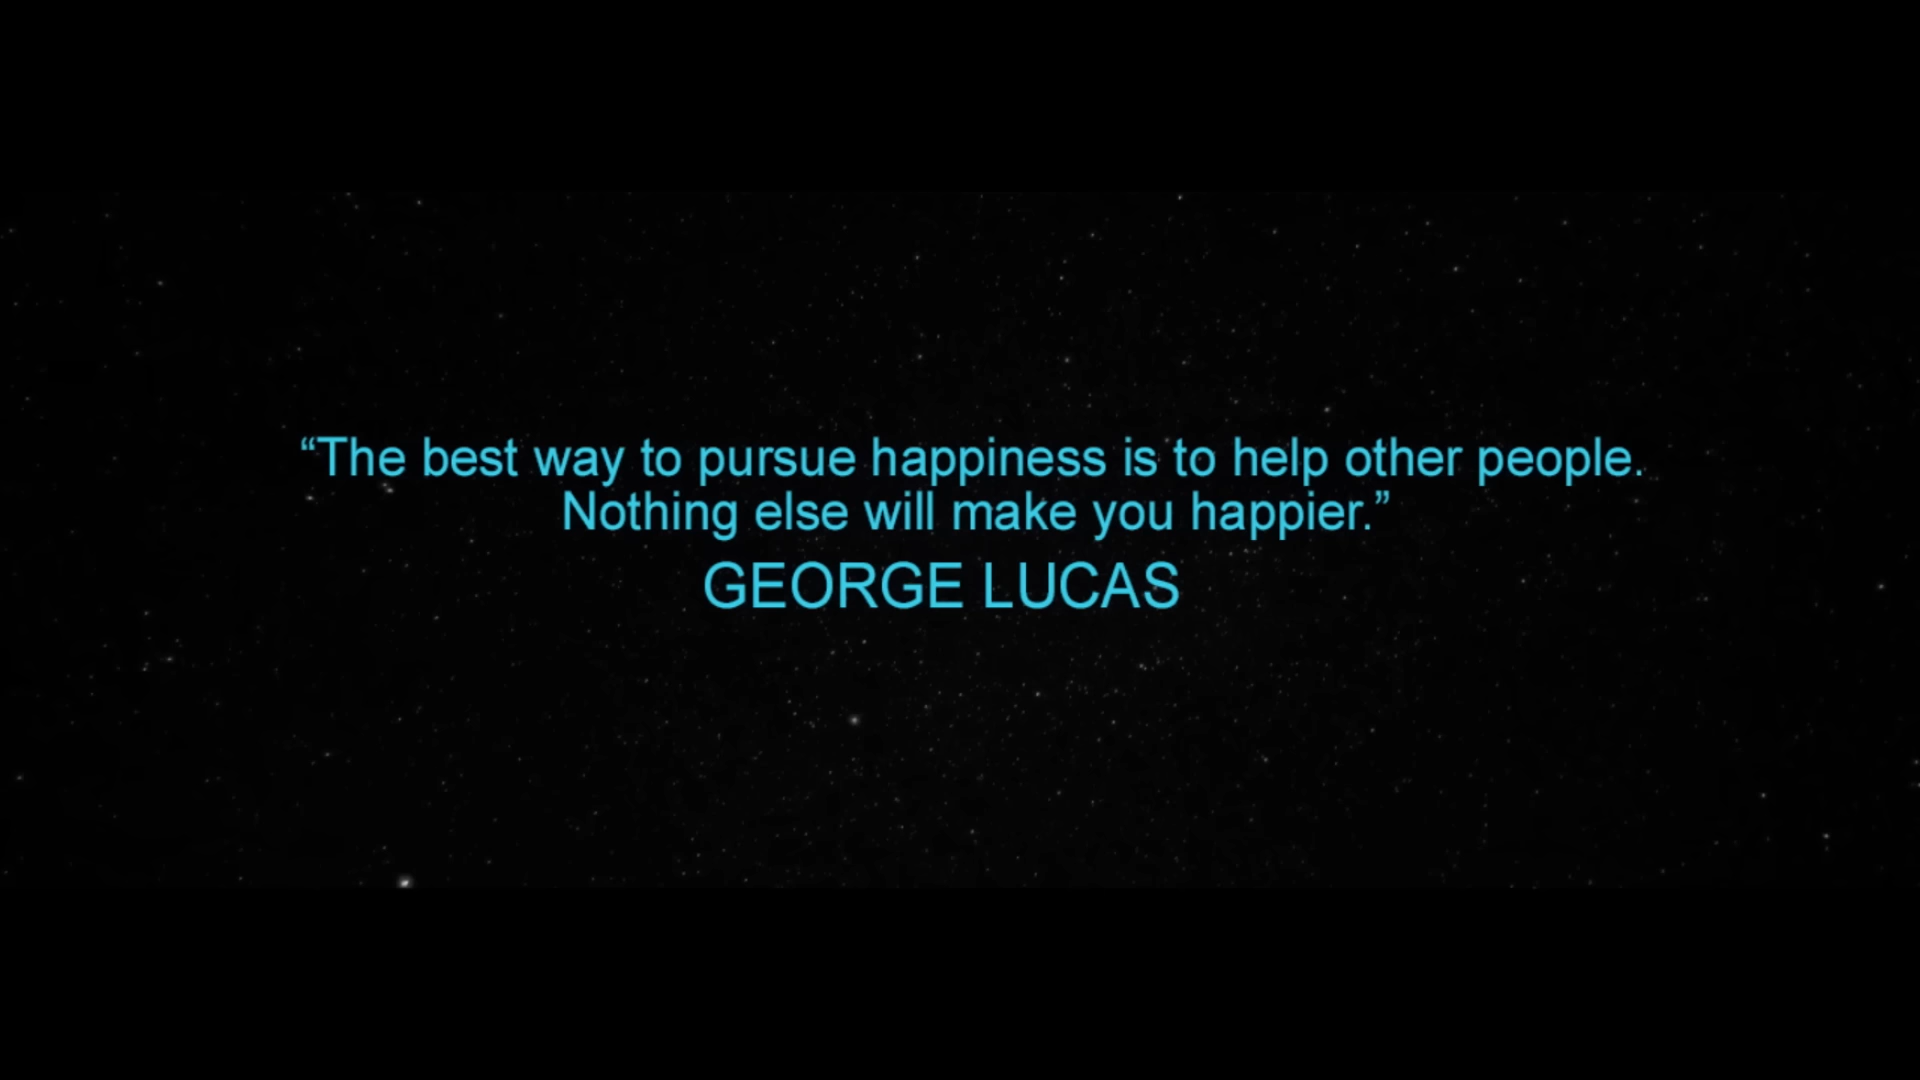 “The best way to pursue happiness is to help other people.
Nothing else will make you happier.”
GEORGE LUCAS